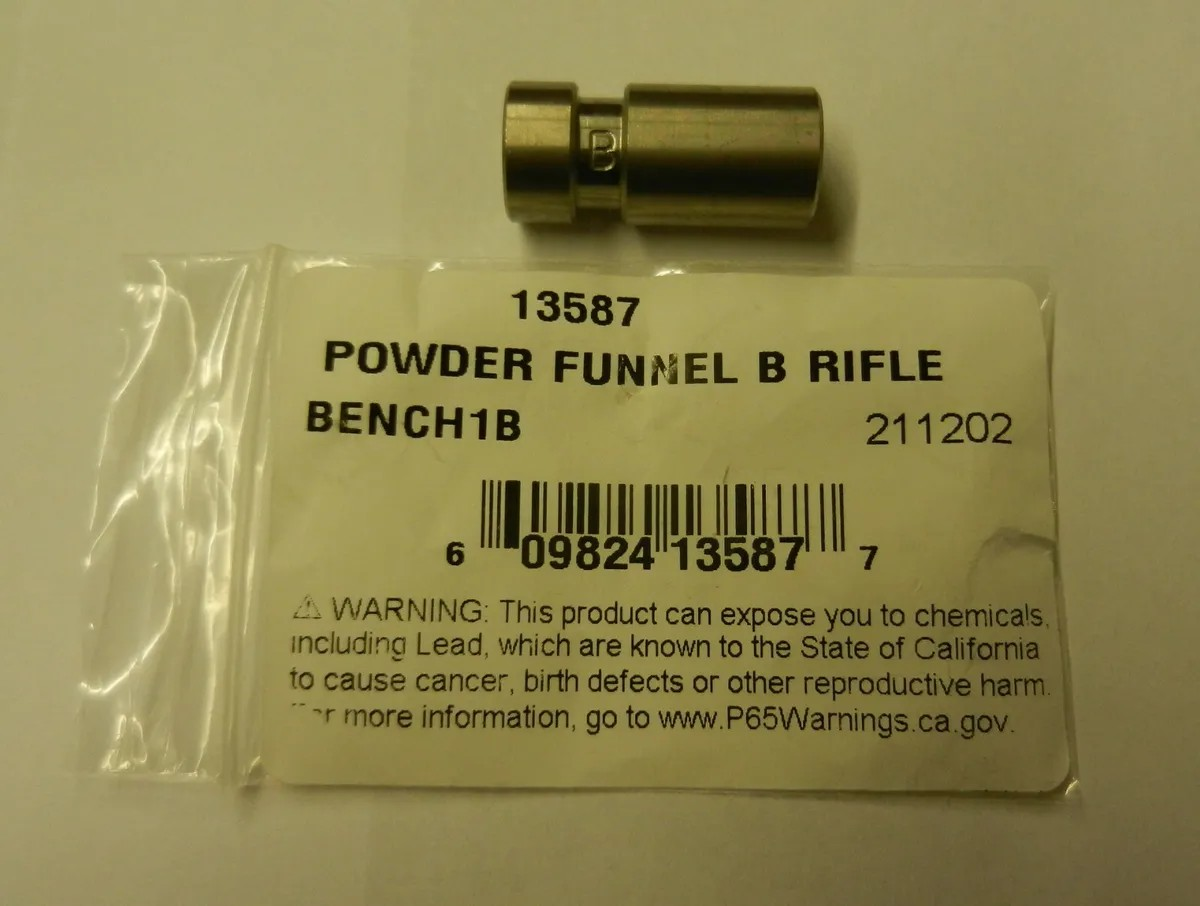 B
13587
POWDER FUNNEL B RIFLE
BENCH1B 211202
6 09824 13587 7
⚠ WARNING: This product can expose you to chemicals,
including Lead, which are known to the State of California
to cause cancer, birth defects or other reproductive harm.
more information, go to www.P65Warnings.ca.gov.